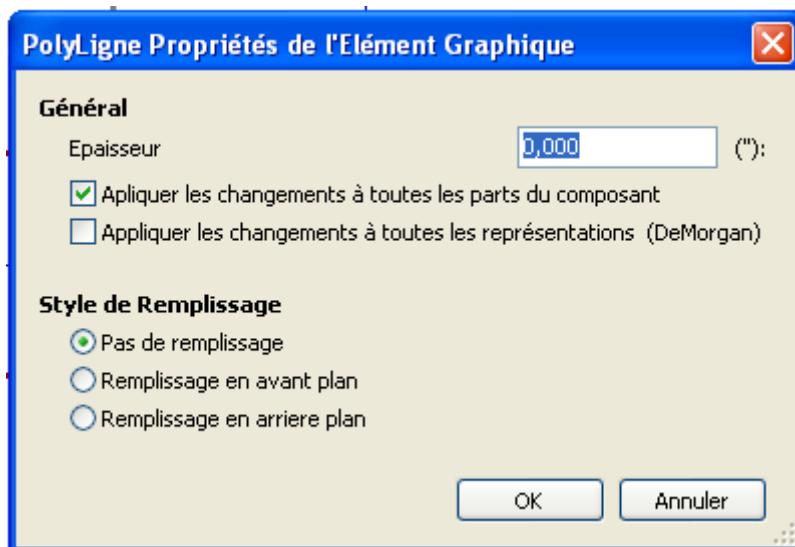 PolyLigne Propriétés de l'Elément Graphique
Général
Epaisseur 0,000 ("):
Apliquer les changements à toutes les parts du composant
Appliquer les changements à toutes les représentations (DeMorgan)
Style de Remplissage
Pas de remplissage
Remplissage en avant plan
Remplissage en arriere plan
OK Annuler